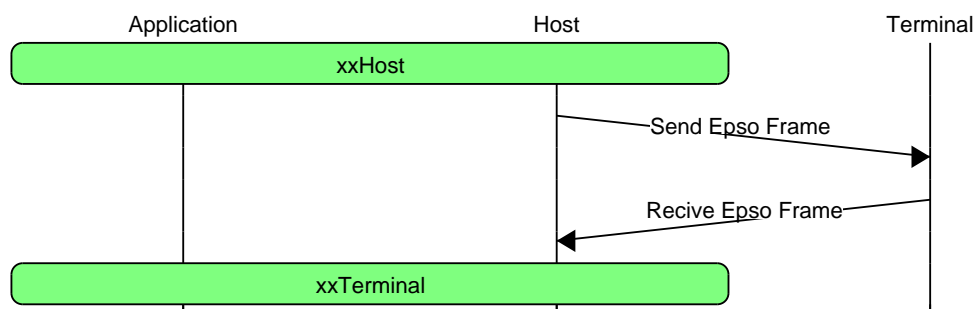 Application Host Terminal
xxHost
Send Epso Frame
Recive Epso Frame
xxTerminal